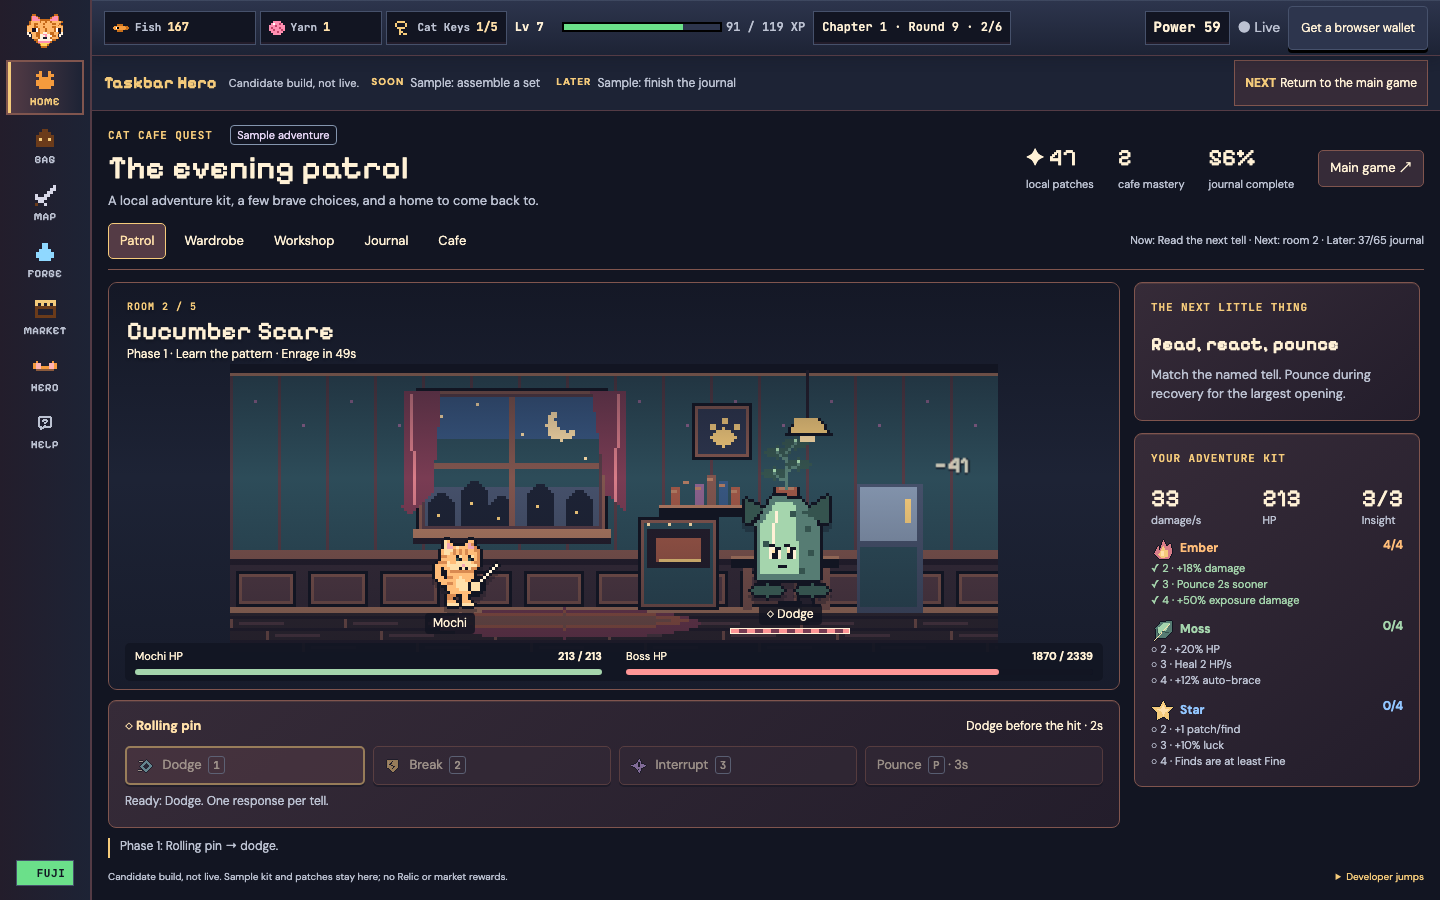 Fish 167
Yarn 1
Cat Keys 1/5
Lv 7
91 / 119 XP
Chapter 1 · Round 9 · 2/6
Power 59
Live
Get a browser wallet
Taskbar Hero
Candidate build, not live.
SOON Sample: assemble a set
LATER Sample: finish the journal
NEXT Return to the main game
HOME
BAG
MAP
FORGE
MARKET
HERO
HELP
FUJI
CAT CAFE QUEST
Sample adventure
The evening patrol
A local adventure kit, a few brave choices, and a home to come back to.
47
local patches
2
cafe mastery
96%
journal complete
Main game ↗
Patrol
Wardrobe
Workshop
Journal
Cafe
Now: Read the next tell · Next: room 2 · Later: 37/65 journal
ROOM 2 / 5
Cucumber Scare
Phase 1 · Learn the pattern · Enrage in 49s
-41
Mochi
◇ Dodge
Mochi HP
213 / 213
Boss HP
1870 / 2339
◇ Rolling pin
Dodge before the hit · 2s
Dodge 1
Break 2
Interrupt 3
Pounce P · 3s
Ready: Dodge. One response per tell.
Phase 1: Rolling pin → dodge.
Candidate build, not live. Sample kit and patches stay here; no Relic or market rewards.
▶ Developer jumps
THE NEXT LITTLE THING
Read, react, pounce
Match the named tell. Pounce during
recovery for the largest opening.
YOUR ADVENTURE KIT
33
damage/s
213
HP
3/3
Insight
Ember 4/4
✓ 2 · +18% damage
✓ 3 · Pounce 2s sooner
✓ 4 · +50% exposure damage
Moss 0/4
○ 2 · +20% HP
○ 3 · Heal 2 HP/s
○ 4 · +12% auto-brace
Star 0/4
○ 2 · +1 patch/find
○ 3 · +10% luck
○ 4 · Finds are at least Fine